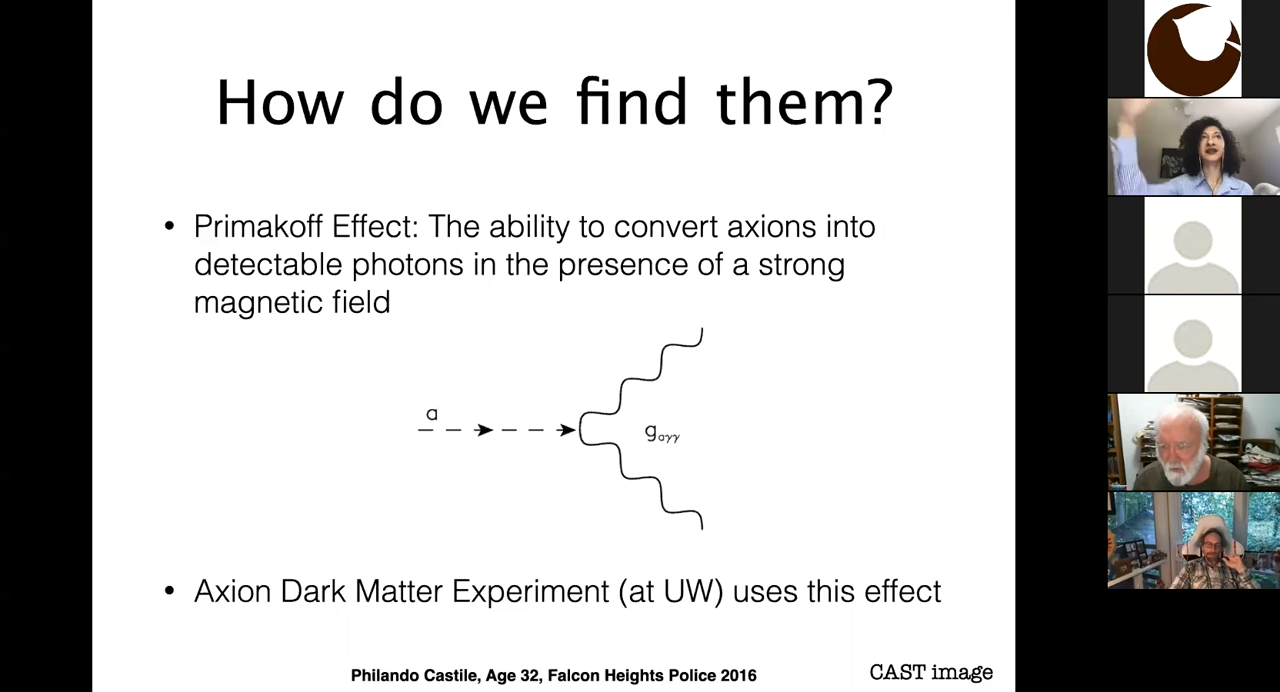 How do we find them?
• Primakoff Effect: The ability to convert axions into
detectable photons in the presence of a strong
magnetic field
a
gaγγ
• Axion Dark Matter Experiment (at UW) uses this effect
Philando Castile, Age 32, Falcon Heights Police 2016
CAST image